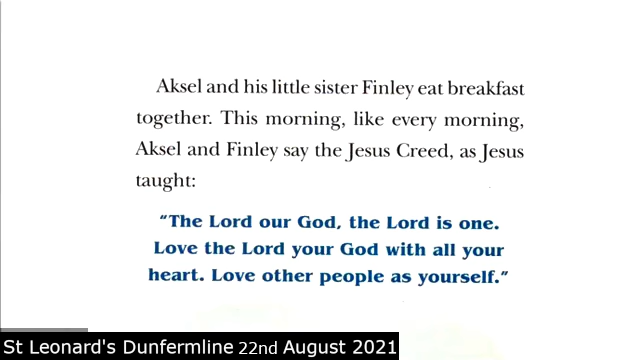 Aksel and his little sister Finley eat breakfast
together. This morning, like every morning,
Aksel and Finley say the Jesus Creed, as Jesus
taught:
“The Lord our God, the Lord is one.
Love the Lord your God with all your
heart. Love other people as yourself.”
St Leonard's Dunfermline 22nd August 2021